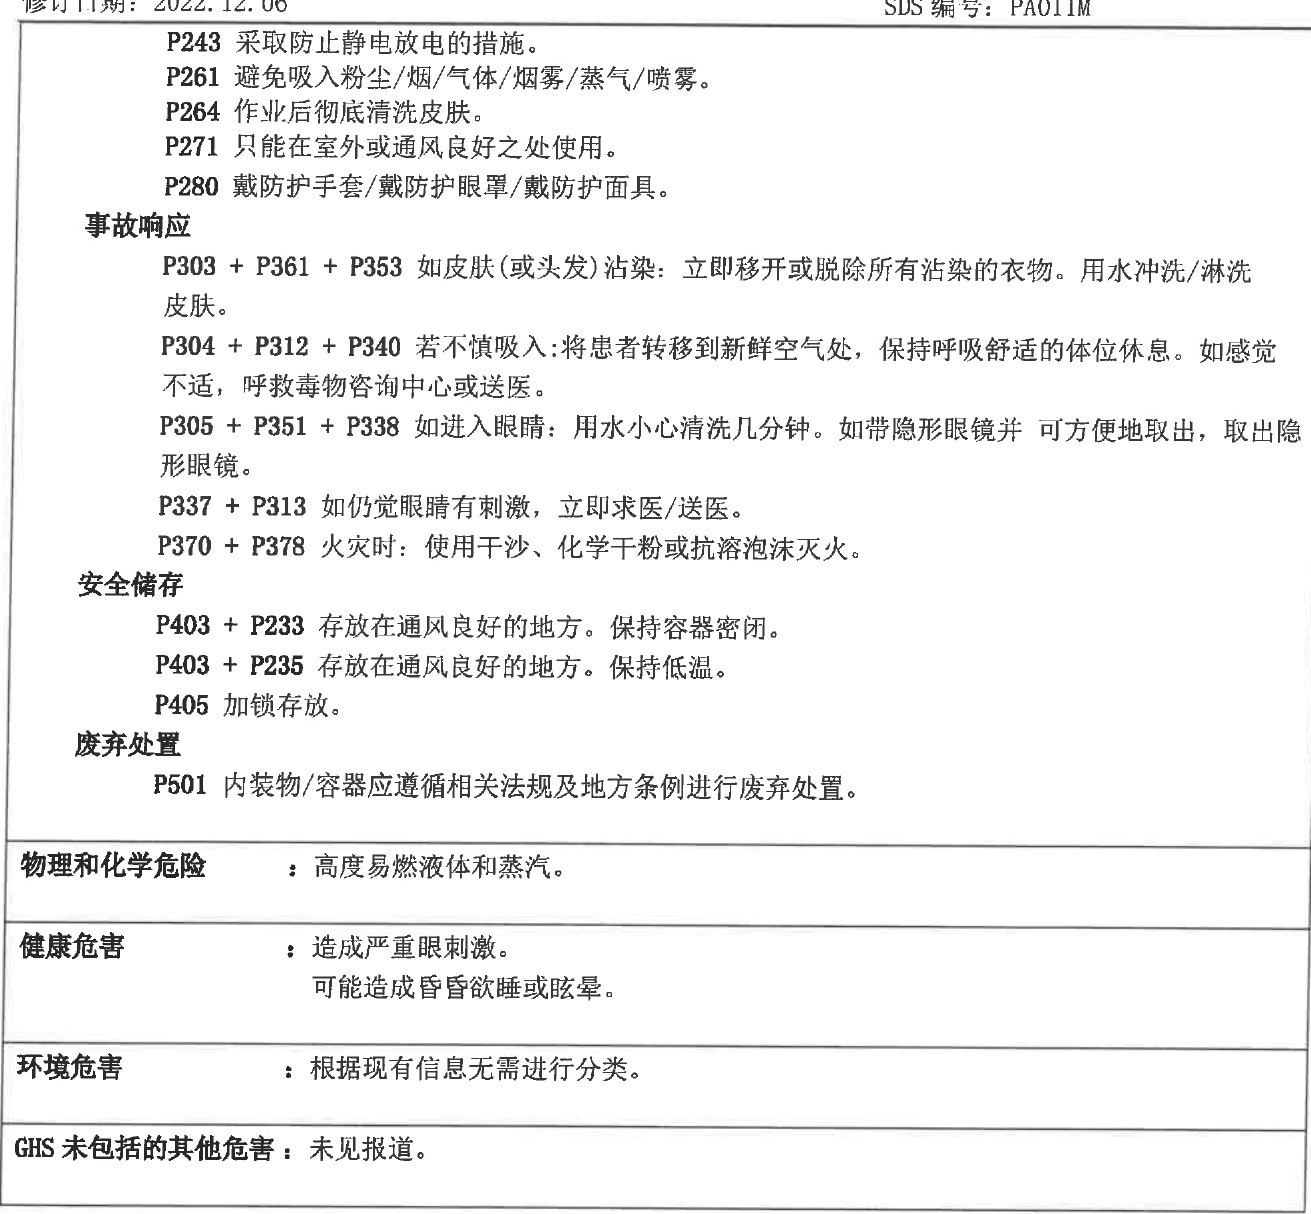 修订日期：2022.12.06 SDS 编号：PA011M
P243 采取防止静电放电的措施。
P261 避免吸入粉尘/烟/气体/烟雾/蒸气/喷雾。
P264 作业后彻底清洗皮肤。
P271 只能在室外或通风良好之处使用。
P280 戴防护手套/戴防护眼罩/戴防护面具。
事故响应
P303 + P361 + P353 如皮肤(或头发)沾染：立即移开或脱除所有沾染的衣物。用水冲洗/淋洗
皮肤。
P304 + P312 + P340 若不慎吸入:将患者转移到新鲜空气处，保持呼吸舒适的体位休息。如感觉
不适，呼救毒物咨询中心或送医。
P305 + P351 + P338 如进入眼睛：用水小心清洗几分钟。如带隐形眼镜并 可方便地取出，取出隐
形眼镜。
P337 + P313 如仍觉眼睛有刺激，立即求医/送医。
P370 + P378 火灾时：使用干沙、化学干粉或抗溶泡沫灭火。
安全储存
P403 + P233 存放在通风良好的地方。保持容器密闭。
P403 + P235 存放在通风良好的地方。保持低温。
P405 加锁存放。
废弃处置
P501 内装物/容器应遵循相关法规及地方条例进行废弃处置。
物理和化学危险 ：高度易燃液体和蒸汽。
健康危害 ：造成严重眼刺激。
可能造成昏昏欲睡或眩晕。
环境危害 ：根据现有信息无需进行分类。
GHS 未包括的其他危害：未见报道。